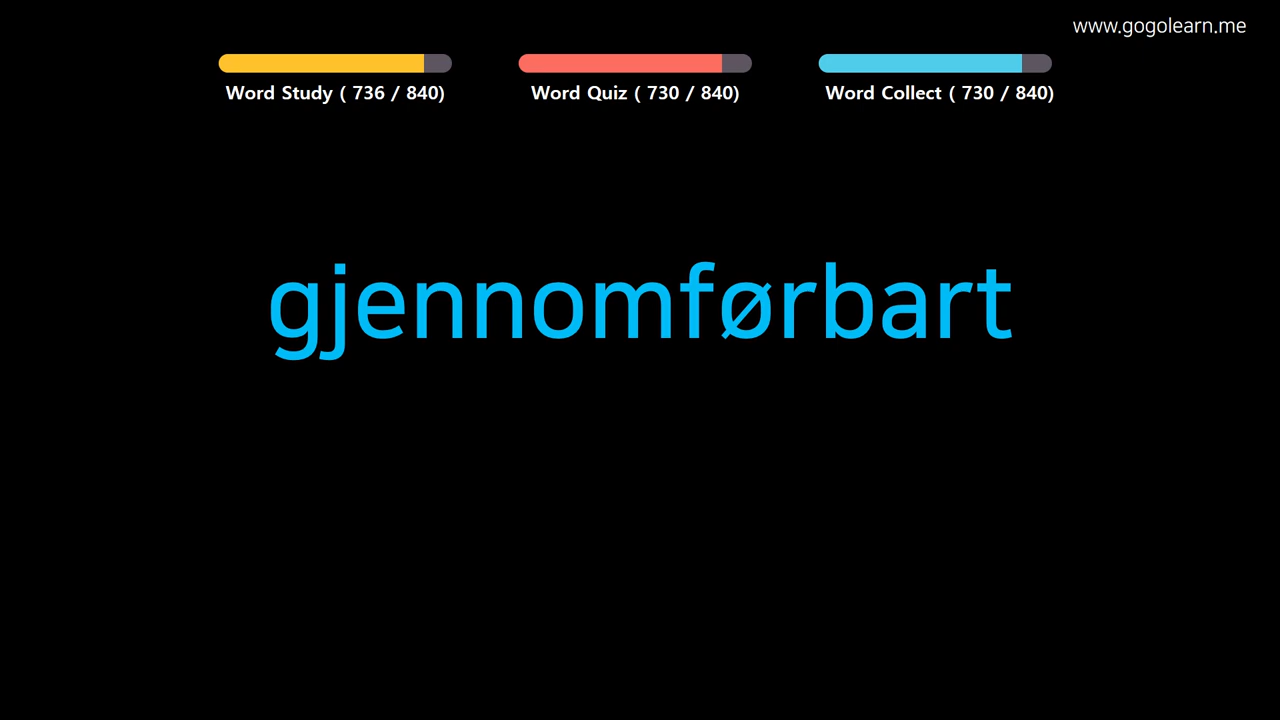 www.gogolearn.me
Word Study ( 736 / 840)
Word Quiz ( 730 / 840)
Word Collect ( 730 / 840)
gjennomførbart